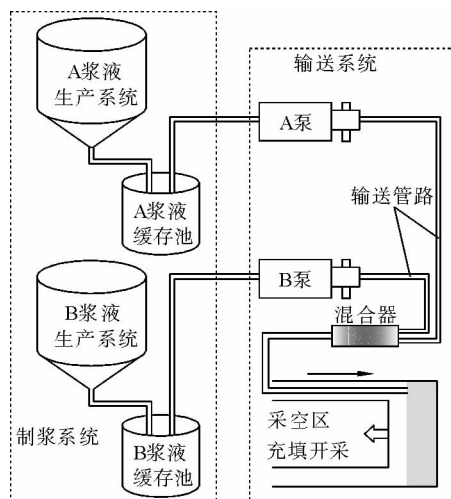 A浆液
生产系统
A浆液
缓存池
B浆液
生产系统
B浆液
缓存池
制浆系统
输送系统
A泵
输送管路
B泵
混合器
采空区
充填开采